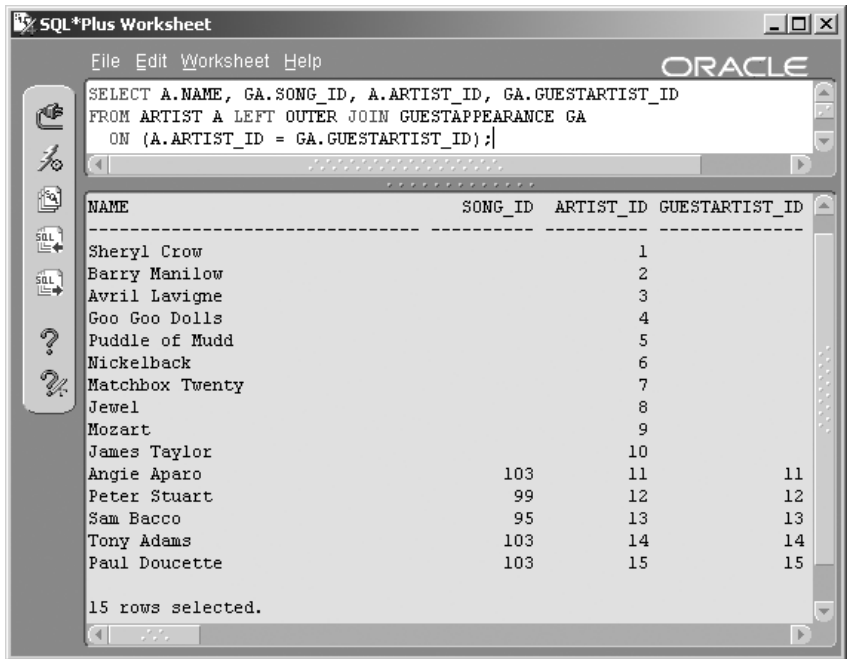 SQL*Plus Worksheet
File Edit Worksheet Help
ORACLE
SELECT A.NAME, GA.SONG_ID, A.ARTIST_ID, GA.GUESTARTIST_ID
FROM ARTIST A LEFT OUTER JOIN GUESTAPPEARANCE GA
ON (A.ARTIST_ID = GA.GUESTARTIST_ID);
NAME SONG_ID ARTIST_ID GUESTARTIST_ID
-------------------------------- ---------- ---------- --------------
Sheryl Crow 1
Barry Manilow 2
Avril Lavigne 3
Goo Goo Dolls 4
Puddle of Mudd 5
Nickelback 6
Matchbox Twenty 7
Jewel 8
Mozart 9
James Taylor 10
Angie Aparo 103 11 11
Peter Stuart 99 12 12
Sam Bacco 95 13 13
Tony Adams 103 14 14
Paul Doucette 103 15 15
15 rows selected.
SQL
SQL